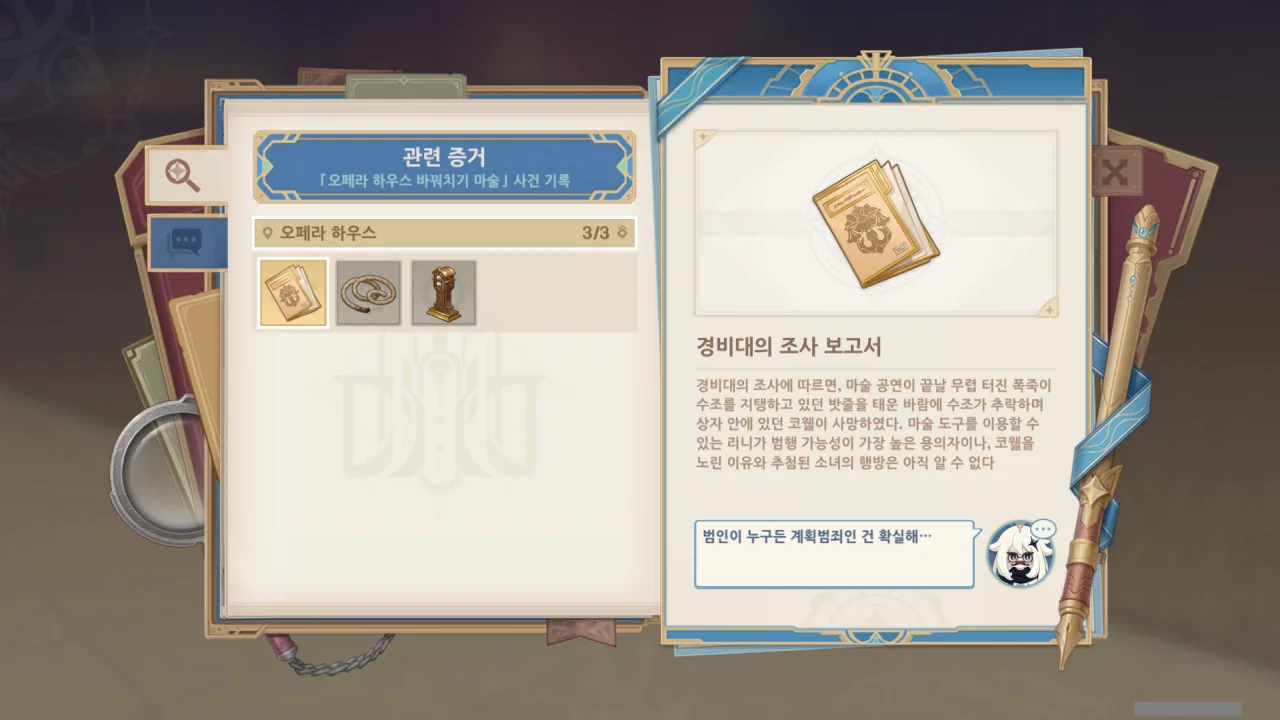 관련 증거
「오페라 하우스 바꿔치기 마술」 사건 기록
오페라 하우스
3/3
경비대의 조사 보고서
경비대의 조사에 따르면, 마술 공연이 끝날 무렵 터진 폭죽이
수조를 지탱하고 있던 밧줄을 태운 바람에 수조가 추락하며
상자 안에 있던 코웰이 사망하였다. 마술 도구를 이용할 수
있는 리니가 범행 가능성이 가장 높은 용의자이나, 코웰을
노린 이유와 추첨된 소녀의 행방은 아직 알 수 없다
범인이 누구든 계획범죄인 건 확실해…